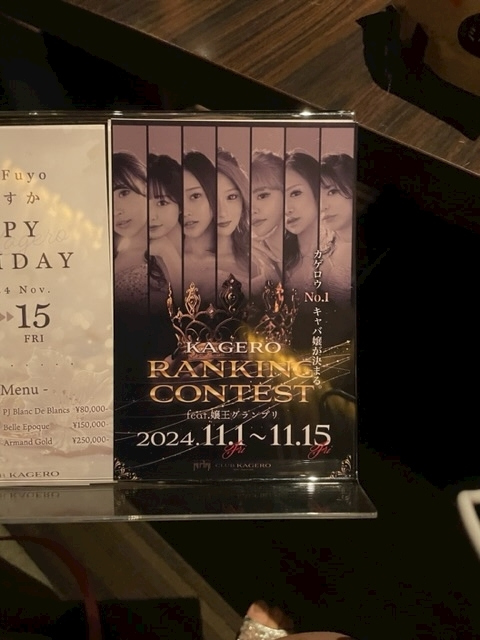 Fuyo
すか
PY
DAY
4 Nov.
15
FRI
Menu -
PJ Blanc De Blancs ¥80,000-
Belle Epoque ¥150,000-
Armand Gold ¥250,000-
KAGERO
カゲロウ
No.1
キャバ嬢が決まる
KAGERO
RANKING
CONTEST
feat.嬢王グランプリ
2024.11.1～11.15
Fri Fri
CLUB KAGERO